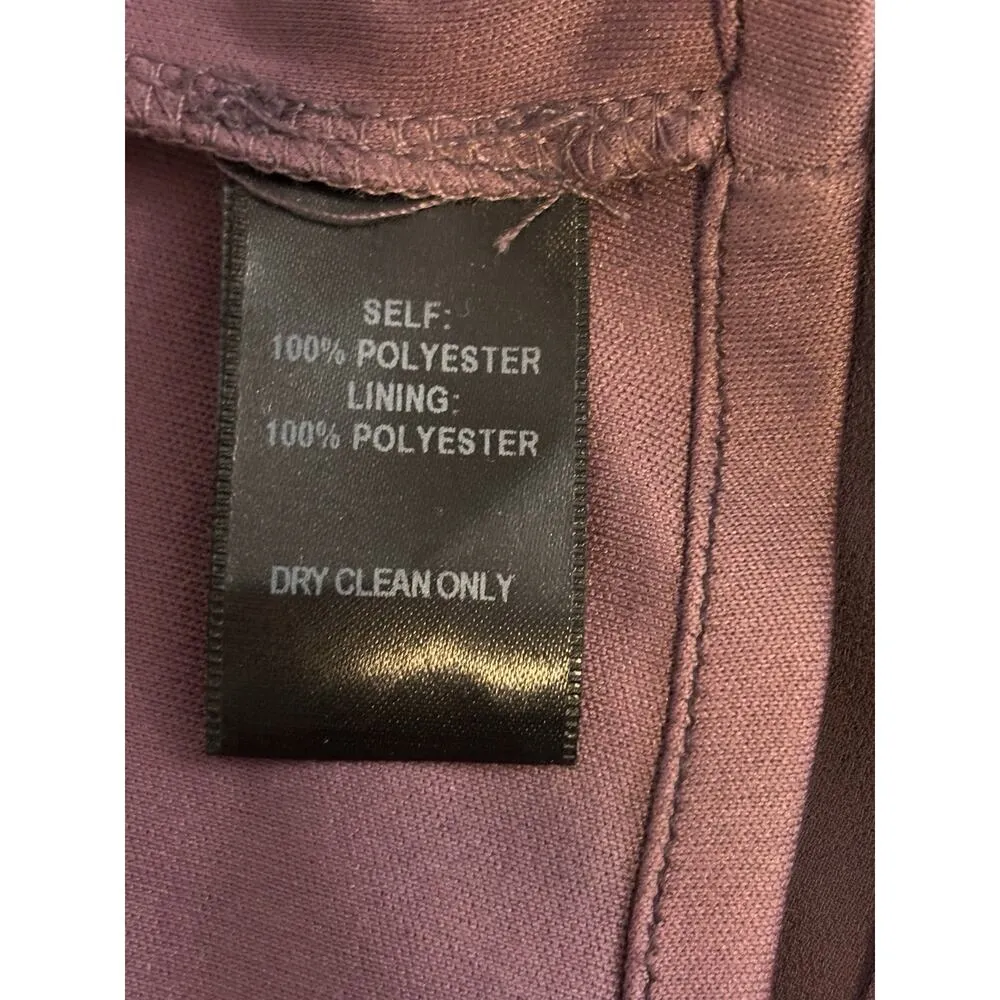 SELF:
100% POLYESTER
LINING:
100% POLYESTER
DRY CLEAN ONLY